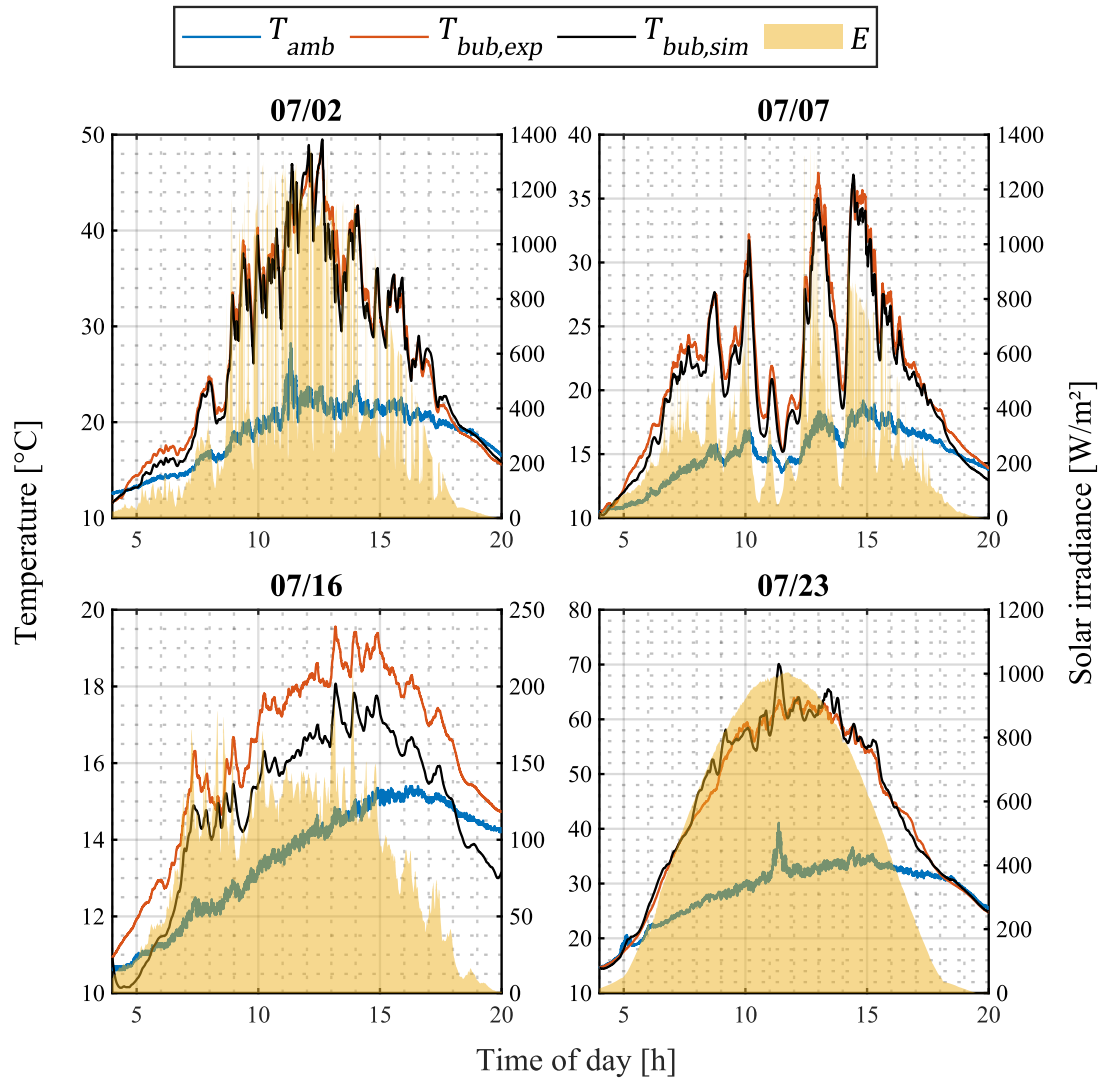 T_amb T_bub,exp T_bub,sim E
07/02
07/07
50 40 30 20 10
1400 1200 1000 800 600 400 200 0
5 10 15 20
40 35 30 25 20 15 10
1400 1200 1000 800 600 400 200 0
5 10 15 20
07/16
07/23
20 18 16 14 12 10
250 200 150 100 50 0
5 10 15 20
80 70 60 50 40 30 20 10
1200 1000 800 600 400 200 0
5 10 15 20
Temperature [°C]
Solar irradiance [W/m²]
Time of day [h]